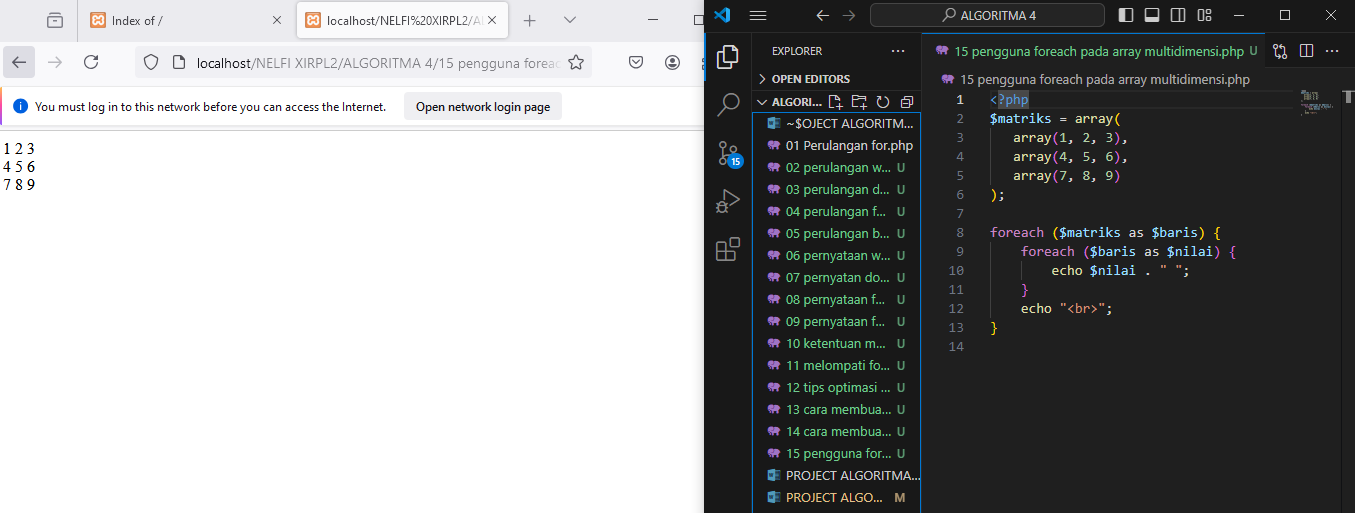 Index of /
localhost/NELFI%20XIRPL2/AL
localhost/NELFI XIRPL2/ALGORITMA 4/15 pengguna foreac
You must log in to this network before you can access the Internet.
Open network login page
1 2 3
4 5 6
7 8 9
ALGORITMA 4
EXPLORER
OPEN EDITORS
ALGORI...
~$OJECT ALGORITM...
01 Perulangan for.php
02 perulangan w... U
03 perulangan d... U
04 perulangan f... U
05 perulangan b... U
06 pernyataan w... U
07 pernyatan do... U
08 pernyataan f... U
09 pernyataan f... U
10 ketentuan m... U
11 melompati fo... U
12 tips optimasi ... U
13 cara membua... U
14 cara membua... U
15 pengguna for... U
PROJECT ALGORITMA...
PROJECT ALGO... M
15
15 pengguna foreach pada array multidimensi.php U
15 pengguna foreach pada array multidimensi.php
1 <?php
2 $matriks = array(
3 array(1, 2, 3),
4 array(4, 5, 6),
5 array(7, 8, 9)
6 );
7
8 foreach ($matriks as $baris) {
9 foreach ($baris as $nilai) {
10 echo $nilai . " ";
11 }
12 echo "<br>";
13 }
14